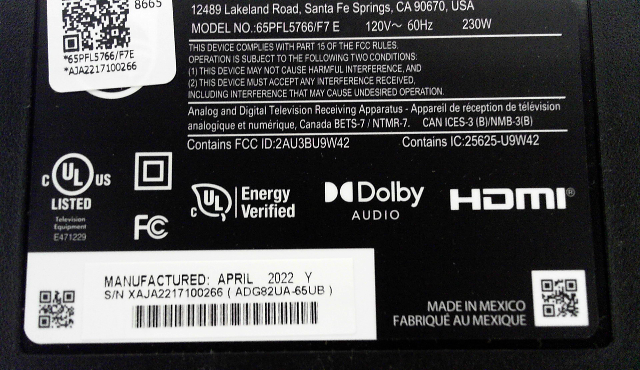 8665
*65PFL5766/F7E
*AJA2217100266
12489 Lakeland Road, Santa Fe Springs, CA 90670, USA
MODEL NO.:65PFL5766/F7 E 120V~ 60Hz 230W
THIS DEVICE COMPLIES WITH PART 15 OF THE FCC RULES.
OPERATION IS SUBJECT TO THE FOLLOWING TWO CONDITIONS:
(1) THIS DEVICE MAY NOT CAUSE HARMFUL INTERFERENCE, AND
(2) THIS DEVICE MUST ACCEPT ANY INTERFERENCE RECEIVED,
INCLUDING INTERFERENCE THAT MAY CAUSE UNDESIRED OPERATION.
Analog and Digital Television Receiving Apparatus - Appareil de réception de télévision
analogique et numérique, Canada BETS-7 / NTMR-7. CAN ICES-3 (B)/NMB-3(B)
Contains FCC ID:2AU3BU9W42 Contains IC:25625-U9W42
C UL US
LISTED
Television
Equipment
E471229
FC
C UL Energy
Verified
Dolby
AUDIO
HDMI®
MANUFACTURED: APRIL 2022 Y
S/N XAJA2217100266 ( ADG82UA-65UB )
MADE IN MEXICO
FABRIQUÉ AU MEXIQUE